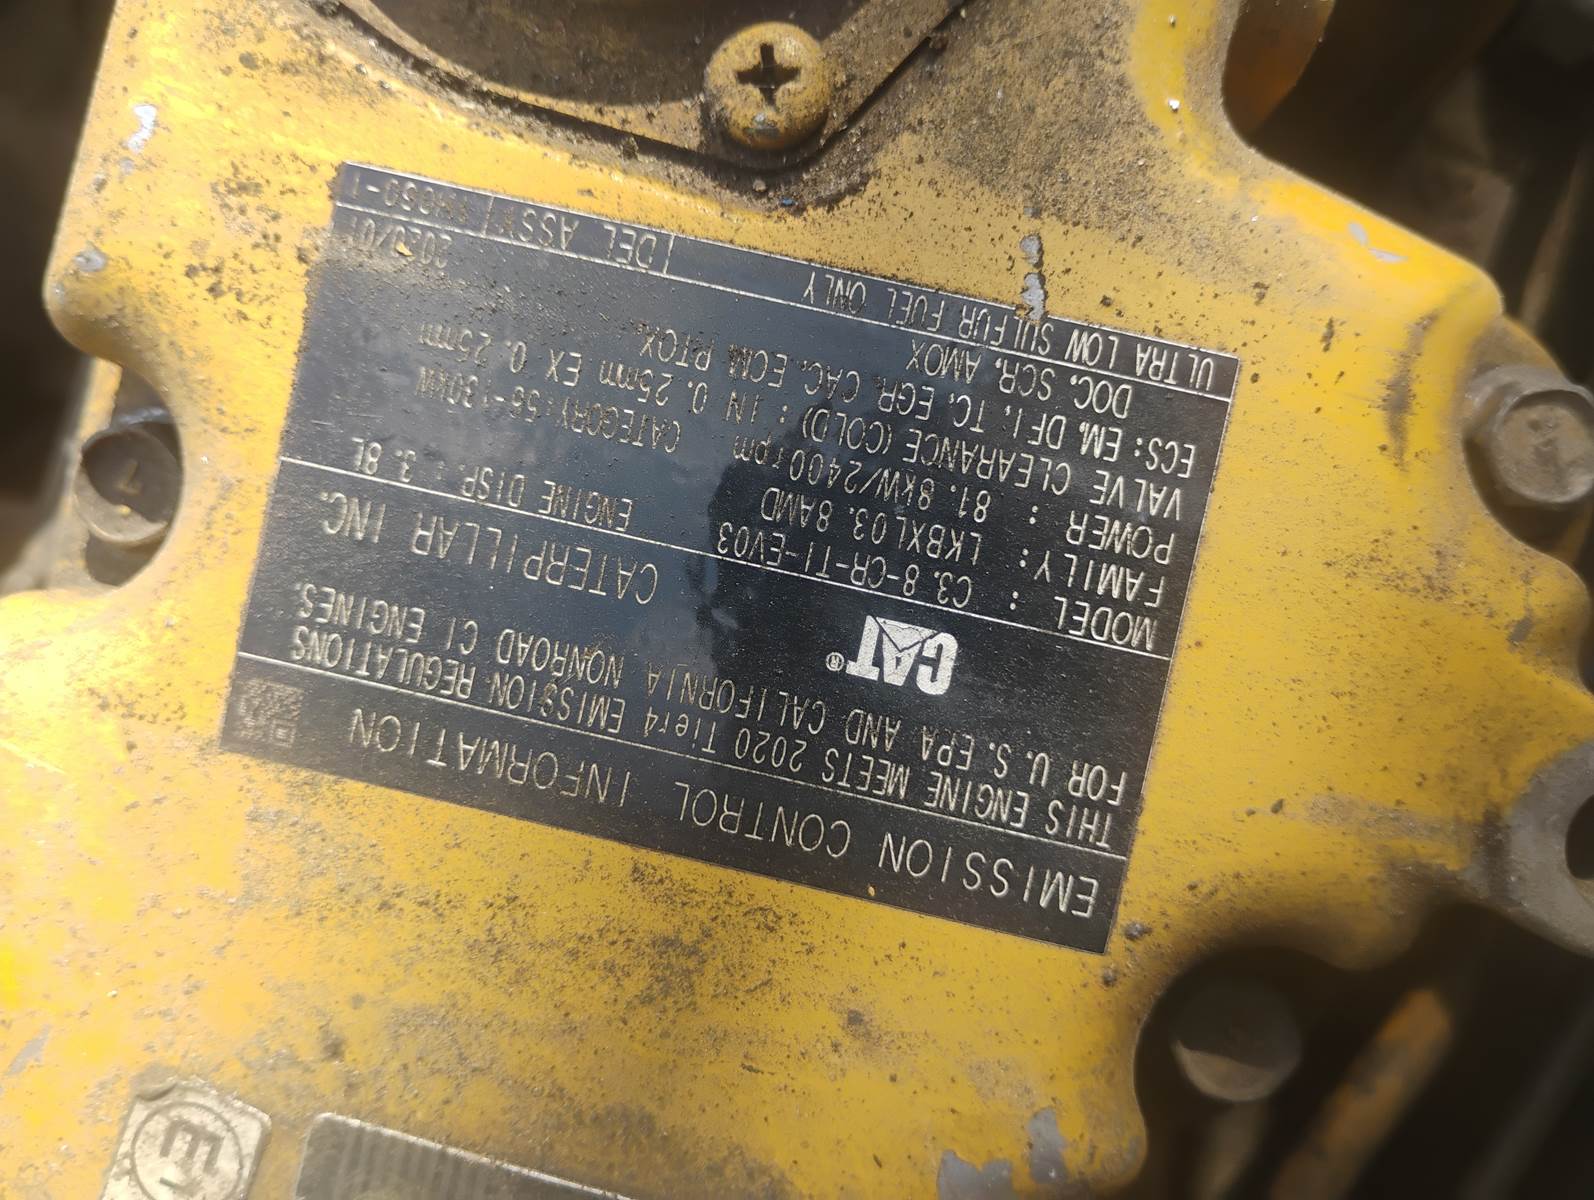 EMISSION CONTROL INFORMATION
THIS ENGINE MEETS 2020 Tier4 EMISSION REGULATIONS
FOR U.S. EPA AND CALIFORNIA NONROAD CI ENGINES.
CAT® CATERPILLAR INC.
MODEL : C3.8-CR-TI-EV03 ENGINE DISP.: 3.8L
FAMILY: LKBXL03.8AMD
POWER : 81.8kW/2400rpm CATEGORY:56-130kW
VALVE CLEARANCE (COLD) : IN 0.25mm EX 0.25mm
ECS: EM, DFI, TC, EGR, CAC, ECM PTOX,
DOC, SCR, AMOX 2020/01
ULTRA LOW SULFUR FUEL ONLY DEL ASSY
E